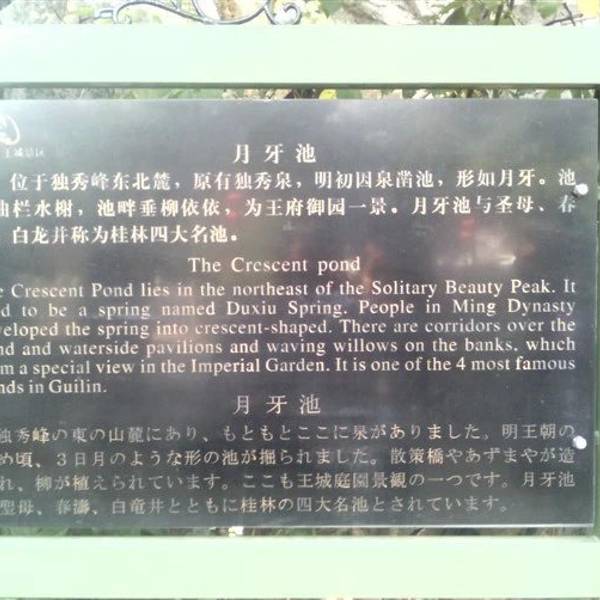 王城景区
月牙池
位于独秀峰东北麓，原有独秀泉，明初因泉凿池，形如月牙。池
曲栏水榭，池畔垂柳依依，为王府御园一景。月牙池与圣母、春
白龙并称为桂林四大名池。
The Crescent pond
e Crescent Pond lies in the northeast of the Solitary Beauty Peak. It
ed to be a spring named Duxiu Spring. People in Ming Dynasty
veloped the spring into crescent-shaped. There are corridors over the
nd and waterside pavilions and waving willows on the banks, which
m a special view in the Imperial Garden. It is one of the 4 most famous
nds in Guilin.
月牙池
独秀峰の東の山麓にあり、もともとここに泉がありました。明王朝の
め頃、３日月のような形の池が掘られました。散策橋やあずまやが造
れ、柳が植えられています。ここも王城庭園景観の一つです。月牙池
聖母、春濤、白竜井とともに桂林の四大名池とされています。